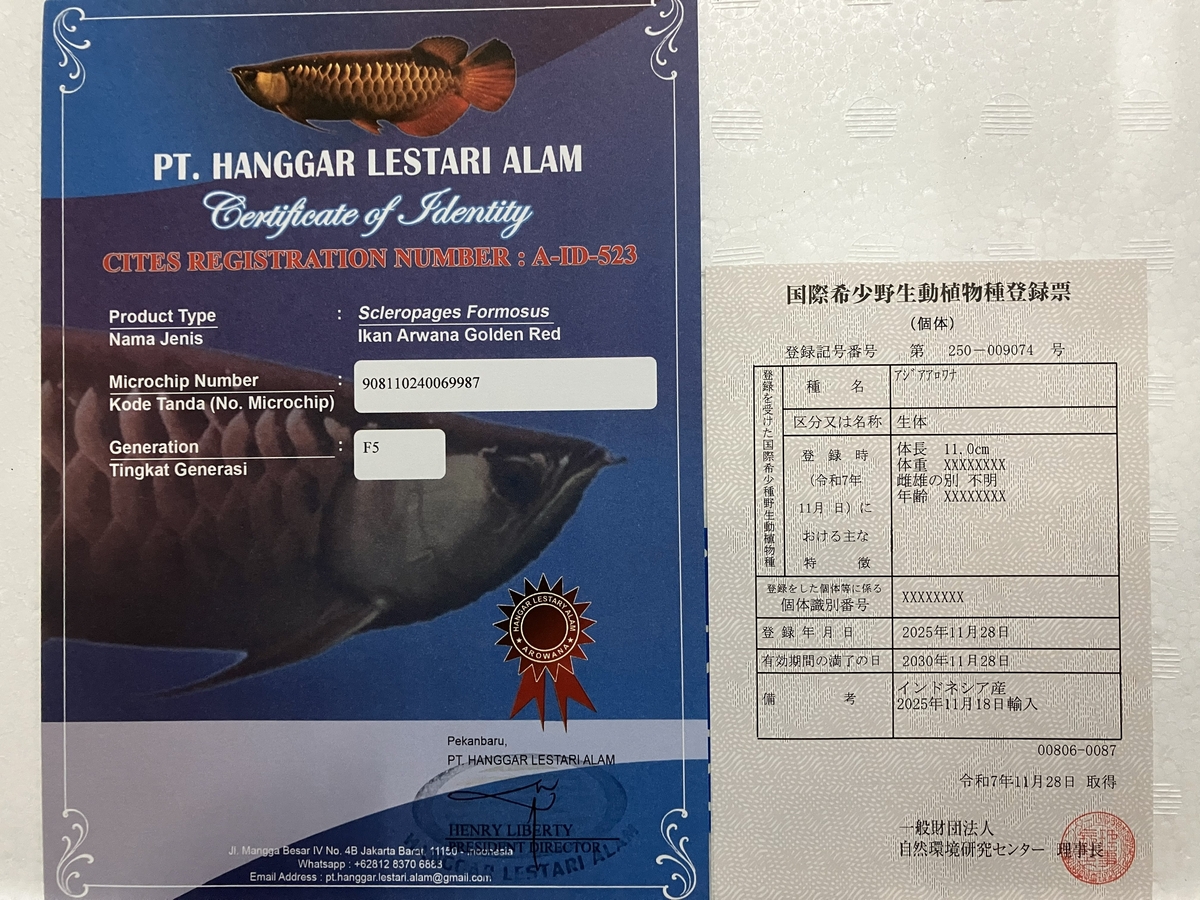 PT. HANGGAR LESTARI ALAM
Certificate of Identity
CITES REGISTRATION NUMBER : A-ID-523
Product Type : Scleropages Formosus
Nama Jenis Ikan Arwana Golden Red
Microchip Number : 908110240069987
Kode Tanda (No. Microchip)
Generation : F5
Tingkat Generasi
HANGGAR LESTARY ALAM
AROWANA
Pekanbaru,
PT. HANGGAR LESTARI ALAM
HENRY LIBERTY
PRESIDENT DIRECTOR
HANGGAR LESTARI ALAM
Jl. Mangga Besar IV No. 4B Jakarta Barat, 11150 - Indonesia
Whatsapp : +62812 8370 6683
Email Address : pt.hanggar.lestari.alam@gmail.com
国際希少野生動植物種登録票
(個体)
登録記号番号 第 250-009074 号
登録を受けた国際希少野生動植物種
種名 アジアアロワナ
区分又は名称 生体
登録時
(令和7年
11月 日)に
おける主な
特徴
体長 11.0cm
体重 XXXXXXXX
雌雄の別 不明
年齢 XXXXXXXX
登録をした個体等に係る
個体識別番号 XXXXXXXX
登録年月日 2025年11月28日
有効期間の満了の日 2030年11月28日
備考 インドネシア産
2025年11月18日輸入
00806-0087
令和7年11月28日 取得
一般財団法人
自然環境研究センター 理事長